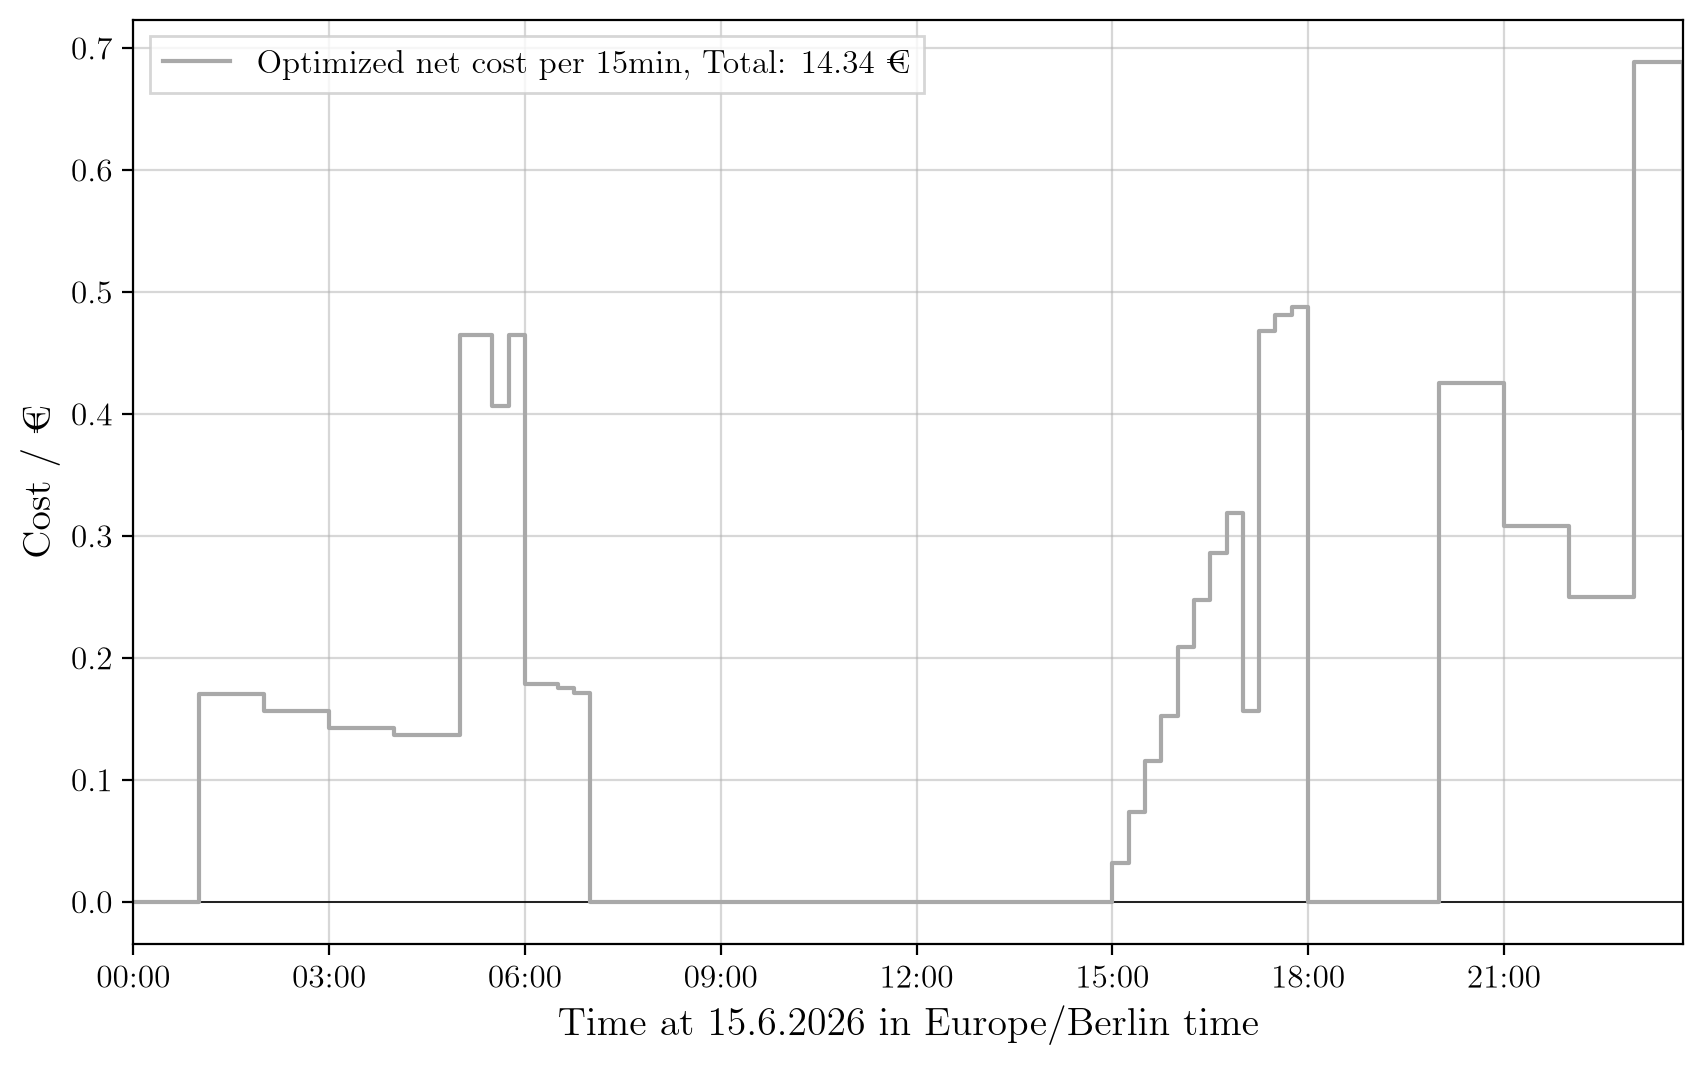 Optimized net cost per 15min, Total: 14.34 €
0.7
0.6
0.5
0.4
0.3
0.2
0.1
0.0
Cost / €
00:00 03:00 06:00 09:00 12:00 15:00 18:00 21:00
Time at 15.6.2026 in Europe/Berlin time